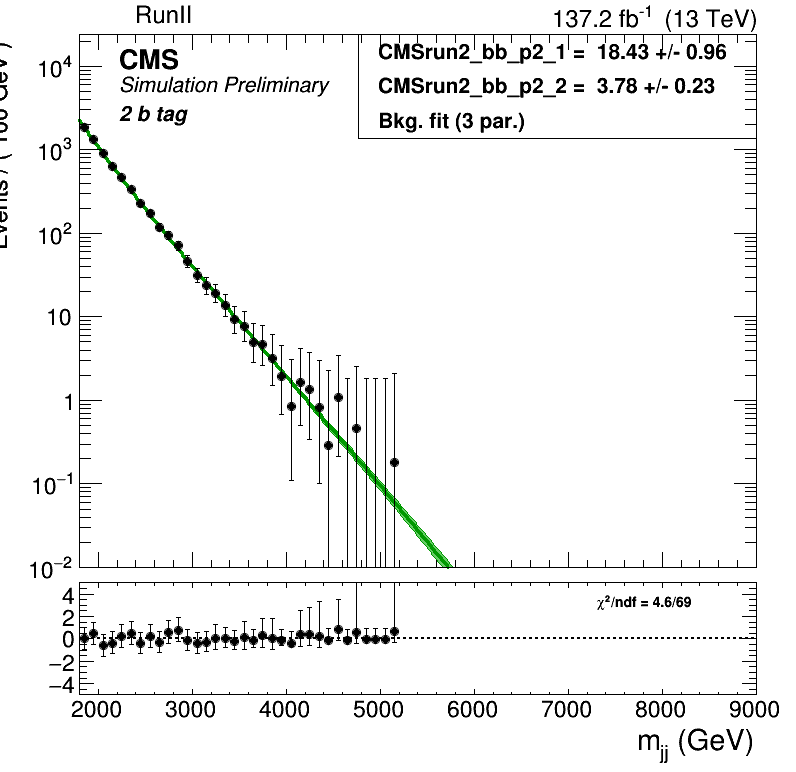 RunII
137.2 fb⁻¹ (13 TeV)
CMS
Simulation Preliminary
2 b tag
CMSrun2_bb_p2_1 = 18.43 +/- 0.96
CMSrun2_bb_p2_2 = 3.78 +/- 0.23
Bkg. fit (3 par.)
Events / ( 100 GeV )
10⁴
10³
10²
10
1
10⁻¹
10⁻²
χ²/ndf = 4.6/69
4
2
0
−2
−4
2000 3000 4000 5000 6000 7000 8000 9000
m_jj (GeV)